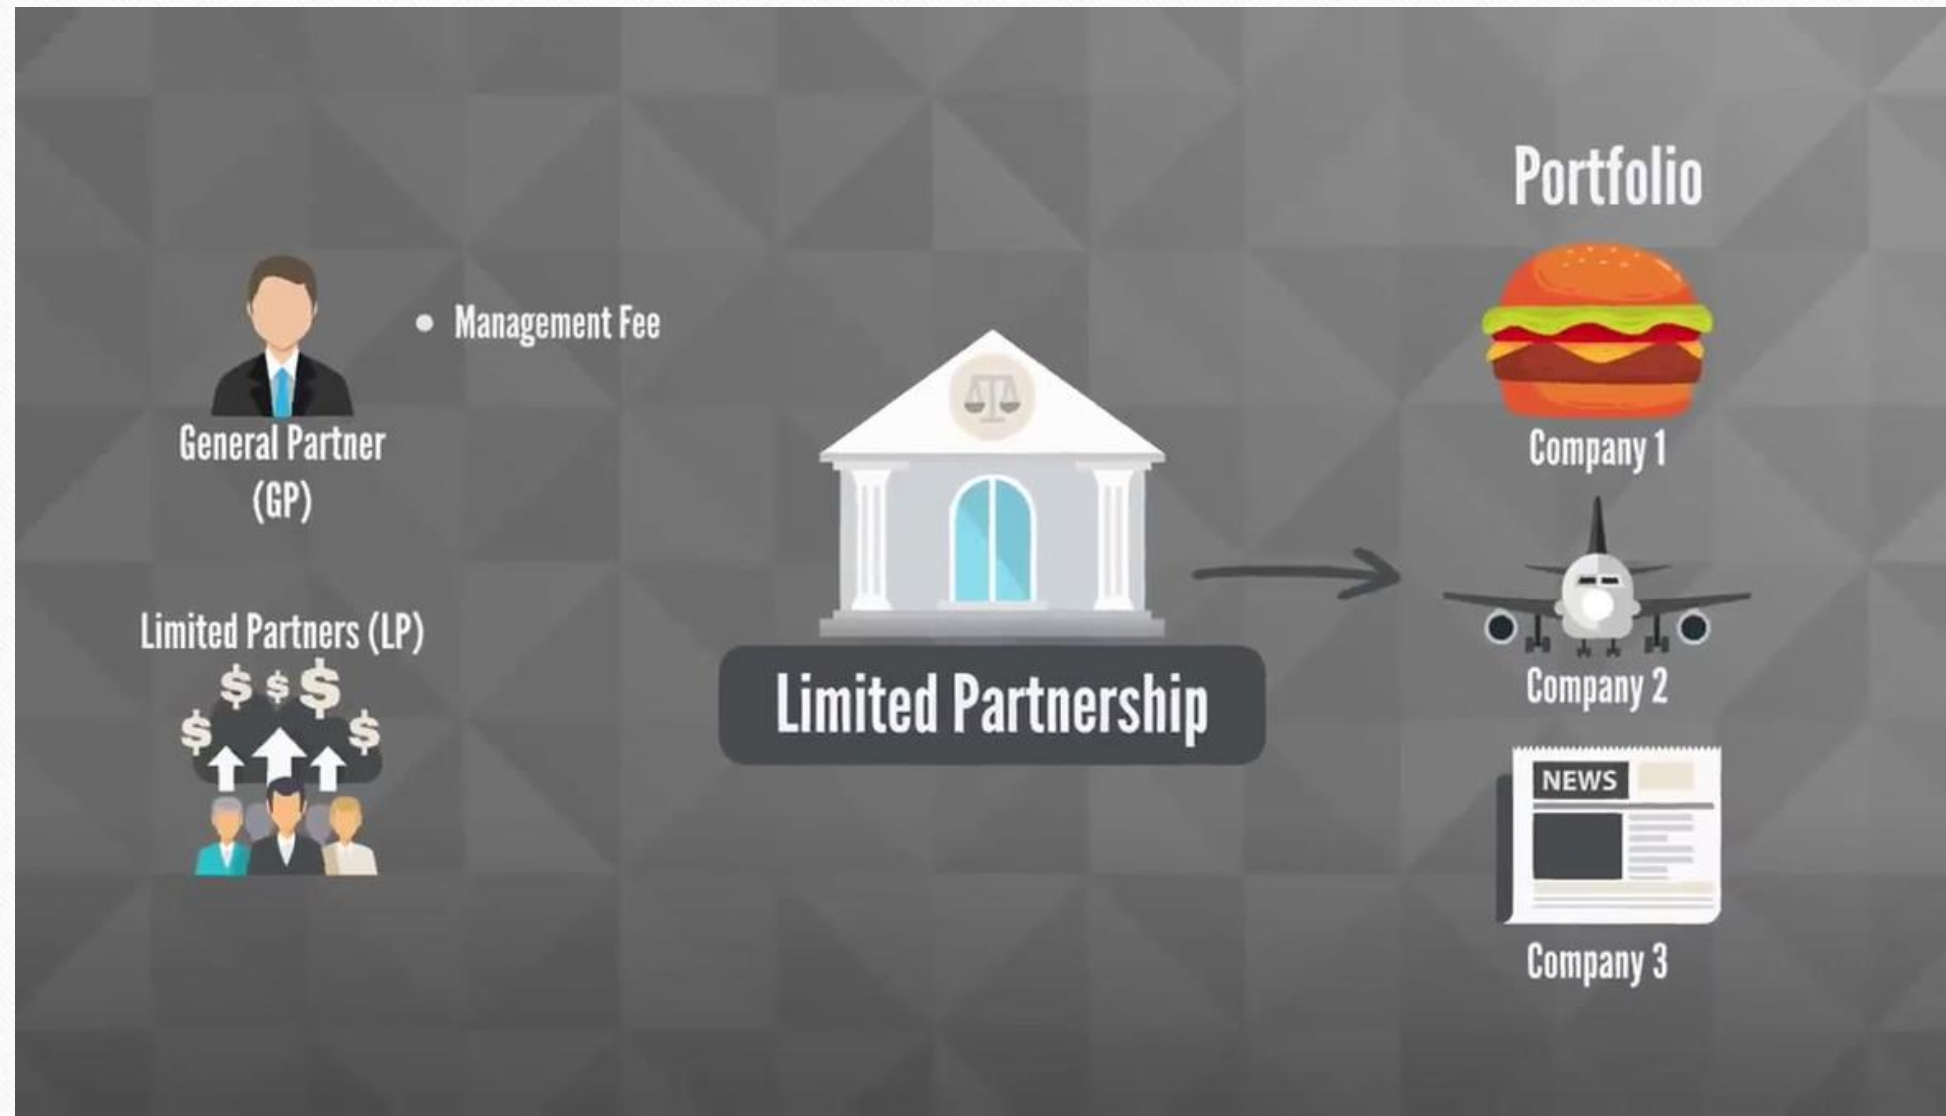 General Partner
(GP)
• Management Fee
Limited Partners (LP)
$ $ $ $ $
Limited Partnership
Portfolio
Company 1
Company 2
NEWS
Company 3